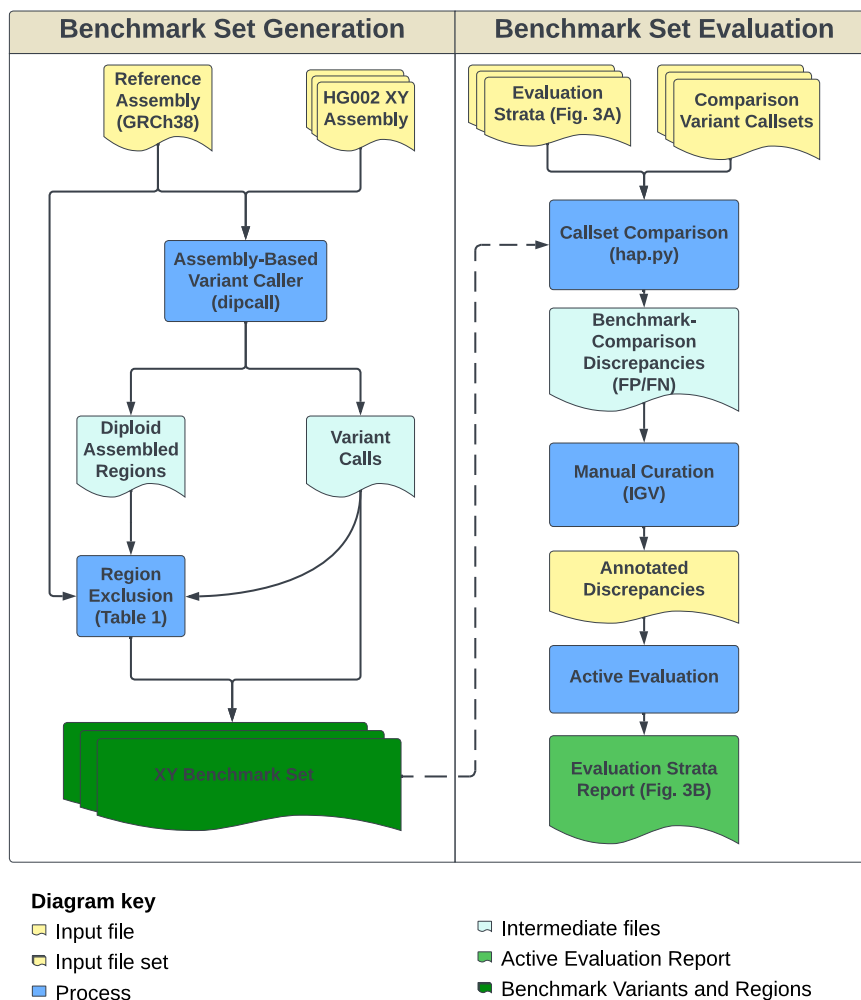 Benchmark Set Generation
Reference
Assembly
(GRCh38)
HG002 XY
Assembly
Assembly-Based
Variant Caller
(dipcall)
Diploid
Assembled
Regions
Variant
Calls
Region
Exclusion
(Table 1)
XY Benchmark Set
Benchmark Set Evaluation
Evaluation
Strata (Fig. 3A)
Comparison
Variant Callsets
Callset Comparison
(hap.py)
Benchmark-
Comparison
Discrepancies
(FP/FN)
Manual Curation
(IGV)
Annotated
Discrepancies
Active Evaluation
Evaluation Strata
Report (Fig. 3B)
Diagram key
Input file
Input file set
Process
Intermediate files
Active Evaluation Report
Benchmark Variants and Regions